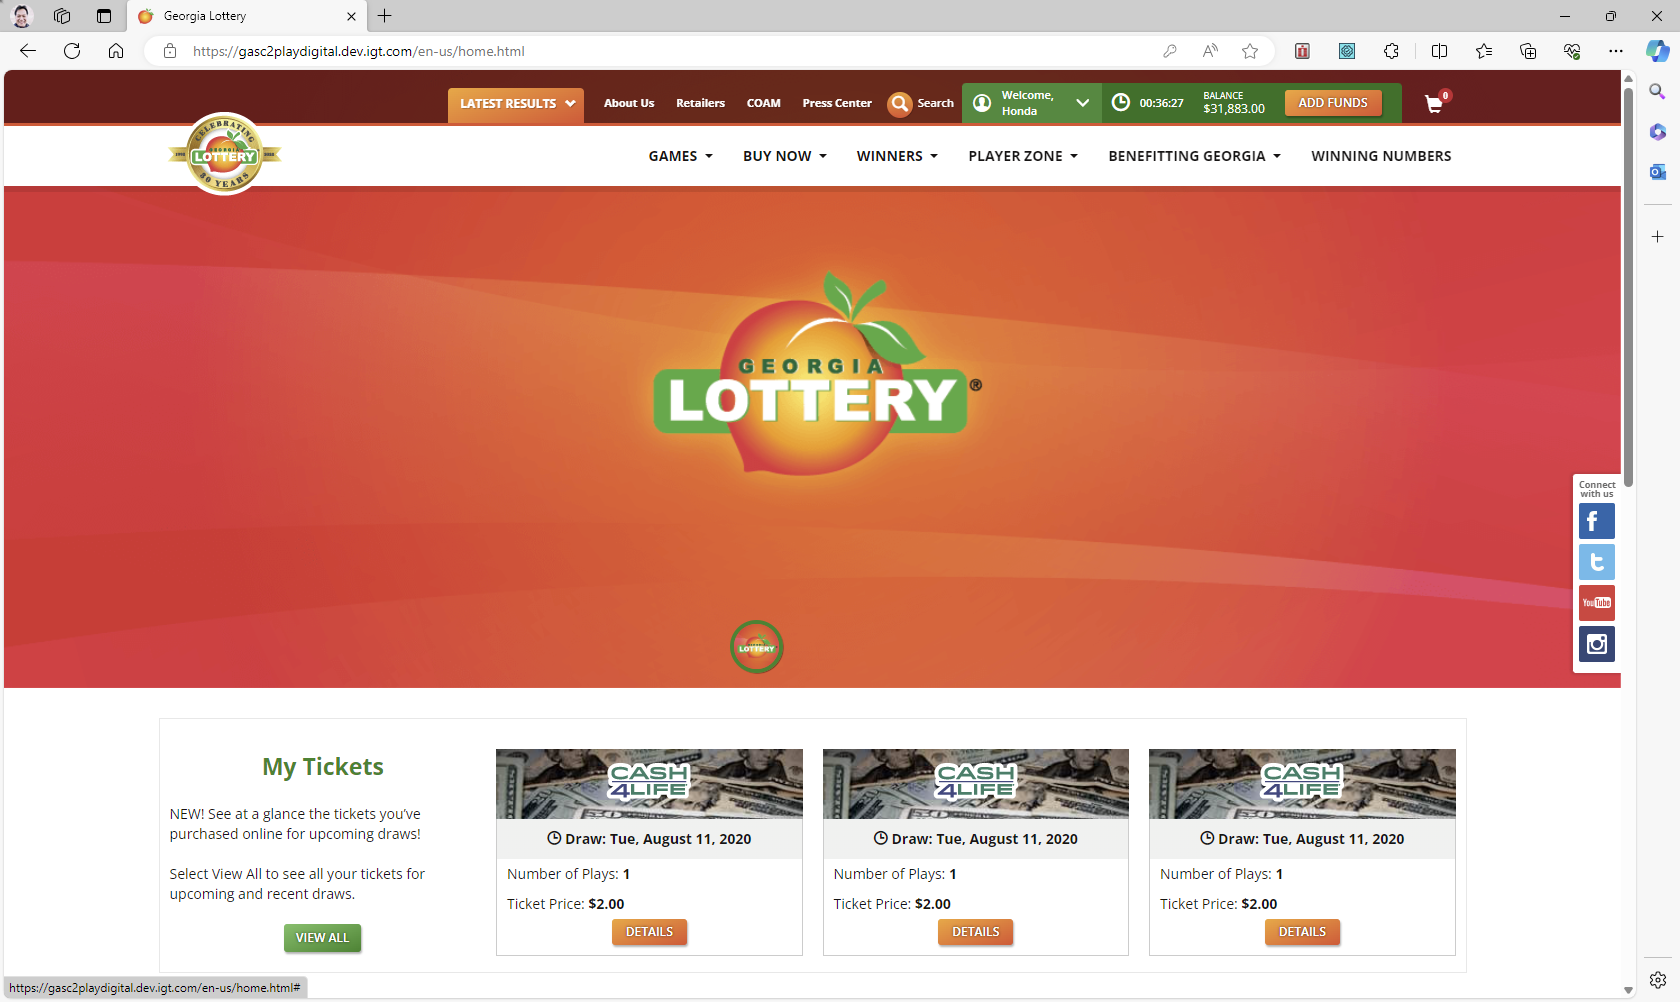 Georgia Lottery
https://gasc2playdigital.dev.igt.com/en-us/home.html
LATEST RESULTS
About Us
Retailers
COAM
Press Center
Search
Welcome,
Honda
00:36:27
BALANCE
$31,883.00
ADD FUNDS
0
CELEBRATING
GEORGIA
LOTTERY
30 YEARS
GAMES
BUY NOW
WINNERS
PLAYER ZONE
BENEFITTING GEORGIA
WINNING NUMBERS
GEORGIA
LOTTERY®
Connect
with us
f
t
YouTube
LOTTERY
My Tickets
NEW! See at a glance the tickets you've
purchased online for upcoming draws!
Select View All to see all your tickets for
upcoming and recent draws.
VIEW ALL
CASH
4LIFE
Draw: Tue, August 11, 2020
Number of Plays: 1
Ticket Price: $2.00
DETAILS
CASH
4LIFE
Draw: Tue, August 11, 2020
Number of Plays: 1
Ticket Price: $2.00
DETAILS
CASH
4LIFE
Draw: Tue, August 11, 2020
Number of Plays: 1
Ticket Price: $2.00
DETAILS
https://gasc2playdigital.dev.igt.com/en-us/home.html#